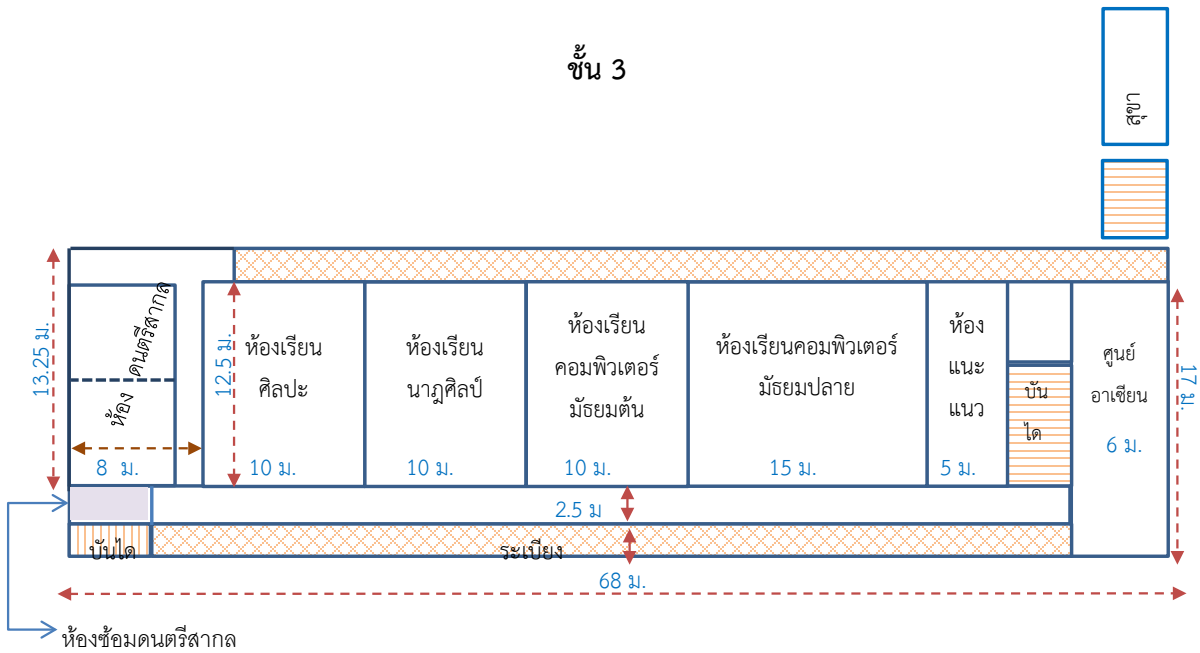 ชั้น 3
สุขา
13.25 ม.
ห้อง ดนตรีสากล
8 ม.
12.5 ม.
ห้องเรียน
ศิลปะ
10 ม.
ห้องเรียน
นาฎศิลป์
10 ม.
ห้องเรียน
คอมพิวเตอร์
มัธยมต้น
10 ม.
ห้องเรียนคอมพิวเตอร์
มัธยมปลาย
15 ม.
ห้อง
แนะ
แนว
5 ม.
บัน
ได
ศูนย์
อาเซียน
6 ม.
17 ม.
2.5 ม
บันได
ระเบียง
68 ม.
ห้องซ้อมดนตรีสากล